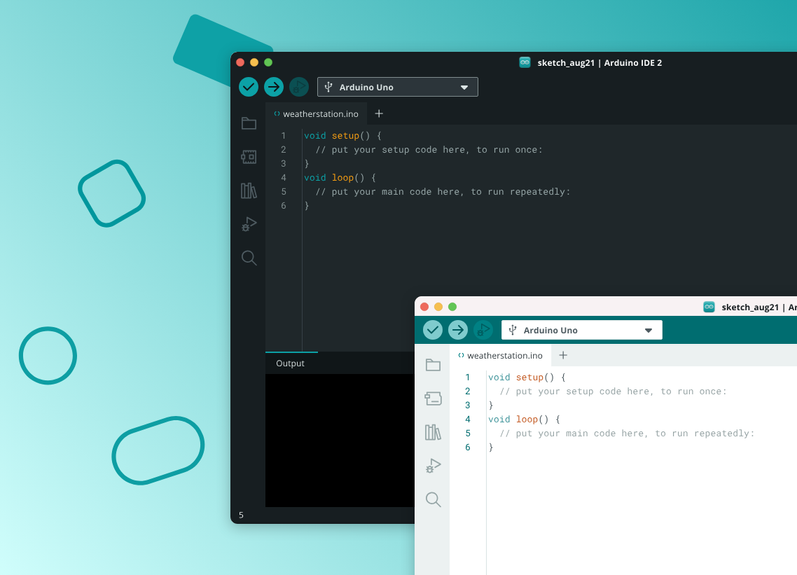 sketch_aug21 | Arduino IDE 2
Arduino Uno
weatherstation.ino
1 void setup() {
2 // put your setup code here, to run once:
3 }
4 void loop() {
5 // put your main code here, to run repeatedly:
6 }
Output
5
sketch_aug21 |
Arduino Uno
weatherstation.ino
1 void setup() {
2 // put your setup code here, to run once:
3 }
4 void loop() {
5 // put your main code here, to run repeatedly:
6 }